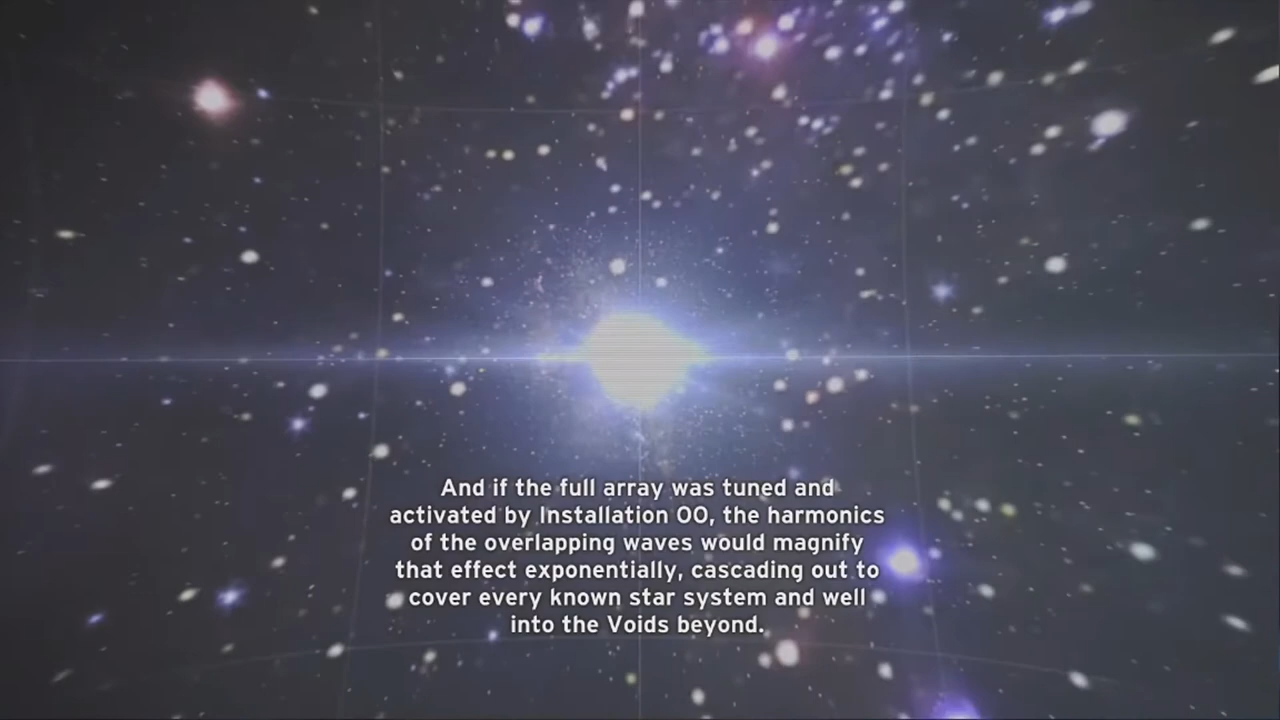 And if the full array was tuned and
activated by Installation 00, the harmonics
of the overlapping waves would magnify
that effect exponentially, cascading out to
cover every known star system and well
into the Voids beyond.